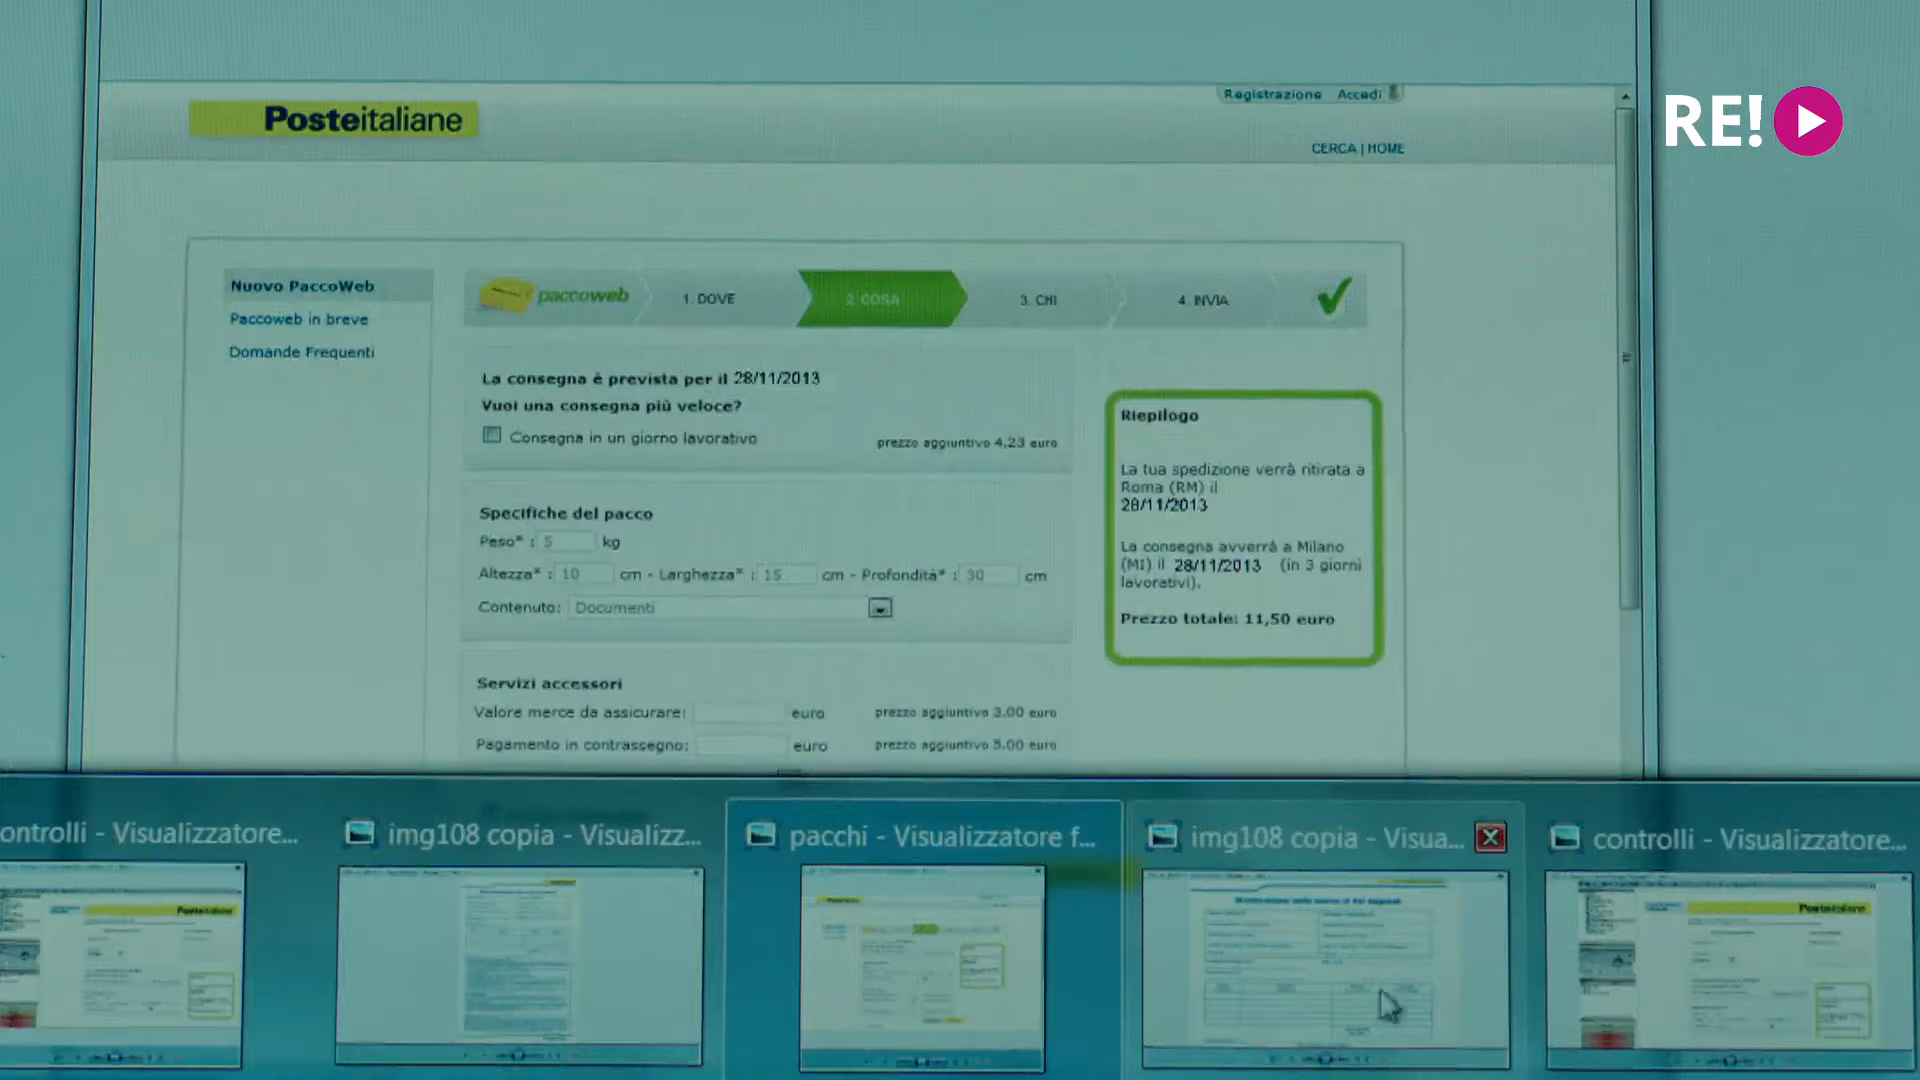 RE!
Registrazione Accedi
Posteitaliane
CERCA | HOME
Nuovo PaccoWeb
Paccoweb in breve
Domande Frequenti
paccoweb
1. DOVE
2. COSA
3. CHI
4. INVIA
La consegna è prevista per il 28/11/2013
Vuoi una consegna più veloce?
Consegna in un giorno lavorativo
prezzo aggiuntivo 4,23 euro
Specifiche del pacco
Peso* : 5 kg
Altezza* : 10 cm - Larghezza* : 15 cm - Profondità* : 30 cm
Contenuto: Documenti
Servizi accessori
Valore merce da assicurare: euro
prezzo aggiuntivo 3,00 euro
Pagamento in contrassegno: euro
prezzo aggiuntivo 5,00 euro
Riepilogo
La tua spedizione verrà ritirata a
Roma (RM) il
28/11/2013
La consegna avverrà a Milano
(MI) il 28/11/2013 (in 3 giorni
lavorativi).
Prezzo totale: 11,50 euro
ontrolli - Visualizzatore...
img108 copia - Visualizz...
pacchi - Visualizzatore f...
img108 copia - Visua...
controlli - Visualizzatore...
Posteitaliane
Posteitaliane